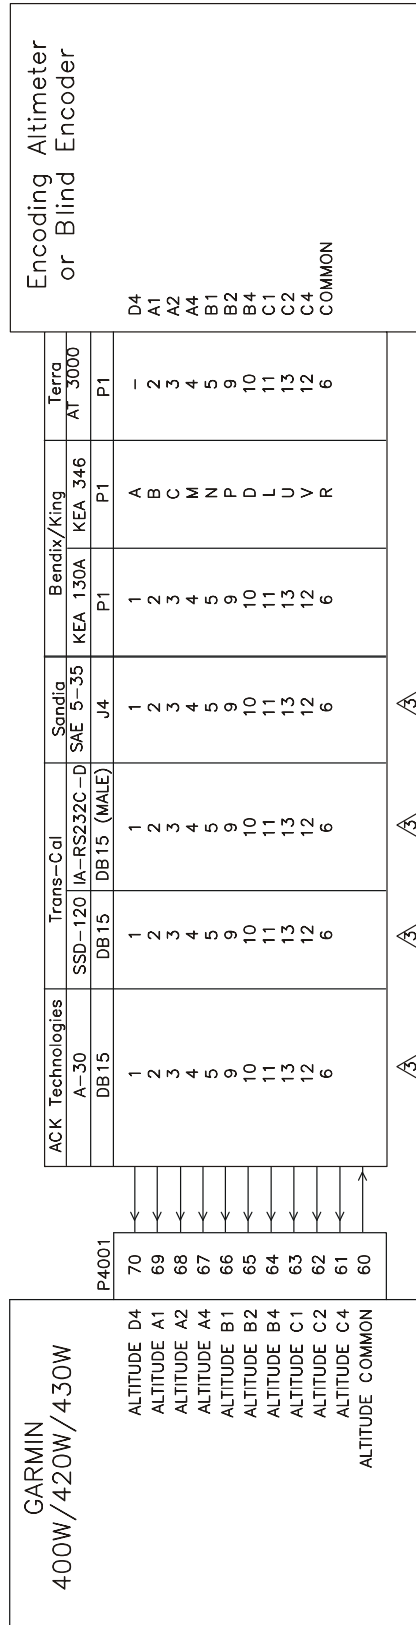 GARMIN
400W/420W/430W
P4001
ALTITUDE D4 70
ALTITUDE A1 69
ALTITUDE A2 68
ALTITUDE A4 67
ALTITUDE B1 66
ALTITUDE B2 65
ALTITUDE B4 64
ALTITUDE C1 63
ALTITUDE C2 62
ALTITUDE C4 61
ALTITUDE COMMON 60
ACK Technologies Trans-Cal Sandia Bendix/King Terra
A-30 SSD-120 IA-RS232C-D SAE 5-35 KEA 130A KEA 346 AT 3000
DB15 DB15 DB15 (MALE) J4 P1 P1 P1
1 1 1 1 1 A -
2 2 2 2 2 B 2
3 3 3 3 3 C 3
4 4 4 4 4 M 4
5 5 5 5 5 N 5
9 9 9 9 9 P 9
10 10 10 10 10 D 10
11 11 11 11 11 L 11
13 13 13 13 13 U 13
12 12 12 12 12 V 12
6 6 6 6 6 R 6
3 3 3 3
Encoding Altimeter
or Blind Encoder
D4
A1
A2
A4
B1
B2
B4
C1
C2
C4
COMMON